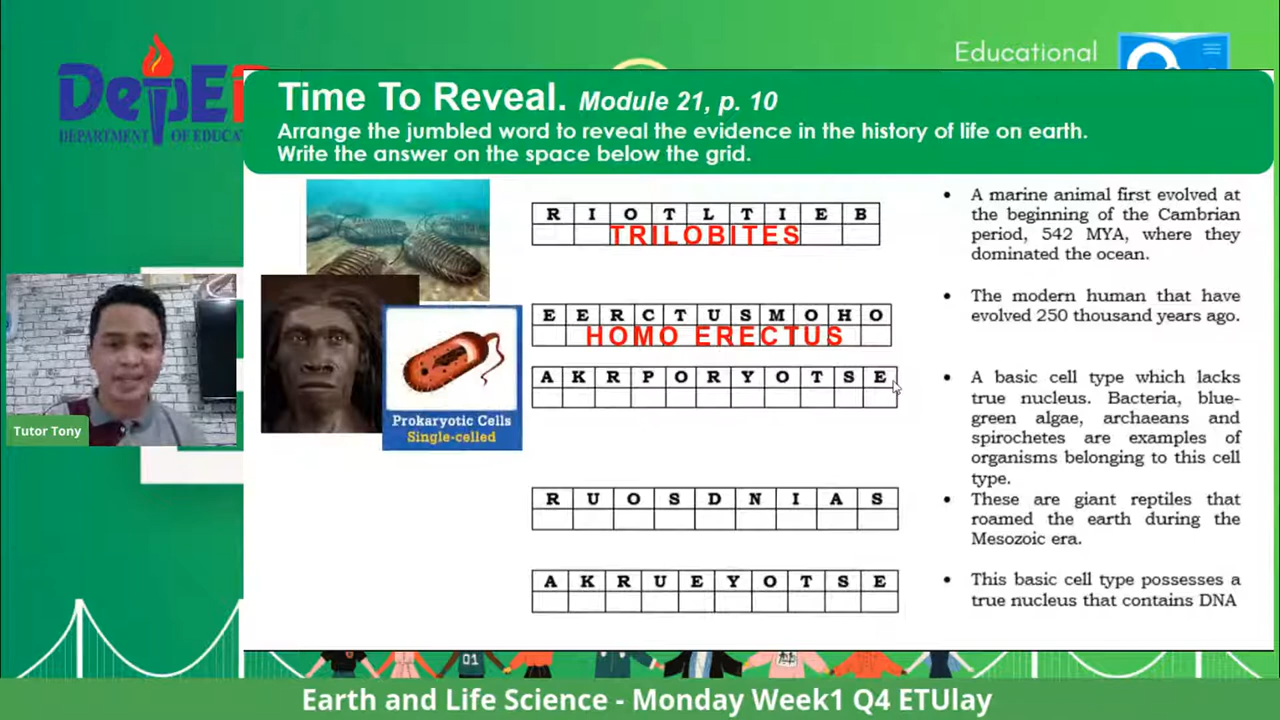 Educational
DepE
DEPARTMENT OF EDUCA
Time To Reveal. Module 21, p. 10
Arrange the jumbled word to reveal the evidence in the history of life on earth.
Write the answer on the space below the grid.
R I O T L T I E B
TRILOBITES
• A marine animal first evolved at
the beginning of the Cambrian
period, 542 MYA, where they
dominated the ocean.
E E R C T U S M O H O
HOMO ERECTUS
• The modern human that have
evolved 250 thousand years ago.
A K R P O R Y O T S E
Prokaryotic Cells
Single-celled
• A basic cell type which lacks
true nucleus. Bacteria, blue-
green algae, archaeans and
spirochetes are examples of
organisms belonging to this cell
type.
R U O S D N I A S
• These are giant reptiles that
roamed the earth during the
Mesozoic era.
A K R U E Y O T S E
• This basic cell type possesses a
true nucleus that contains DNA
Tutor Tony
01
Earth and Life Science - Monday Week1 Q4 ETUlay